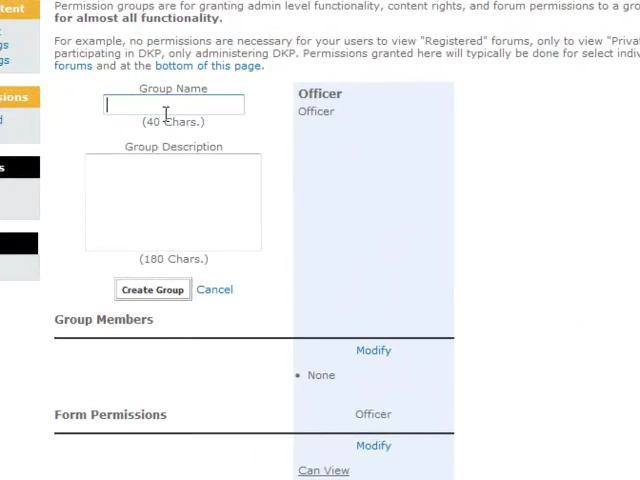 Permission groups are for granting admin level functionality, content rights, and forum permissions to a
for almost all functionality.
For example, no permissions are necessary for your users to view "Registered" forums, only to view
participating in DKP, only administering DKP. Permissions granted here will typically be done for select
forums and at the bottom of this page.
Group Name
Officer
Officer
(40 Chars.)
Group Description
(180 Chars.)
Create Group
Cancel
Group Members
Modify
• None
Form Permissions
Officer
Modify
Can View